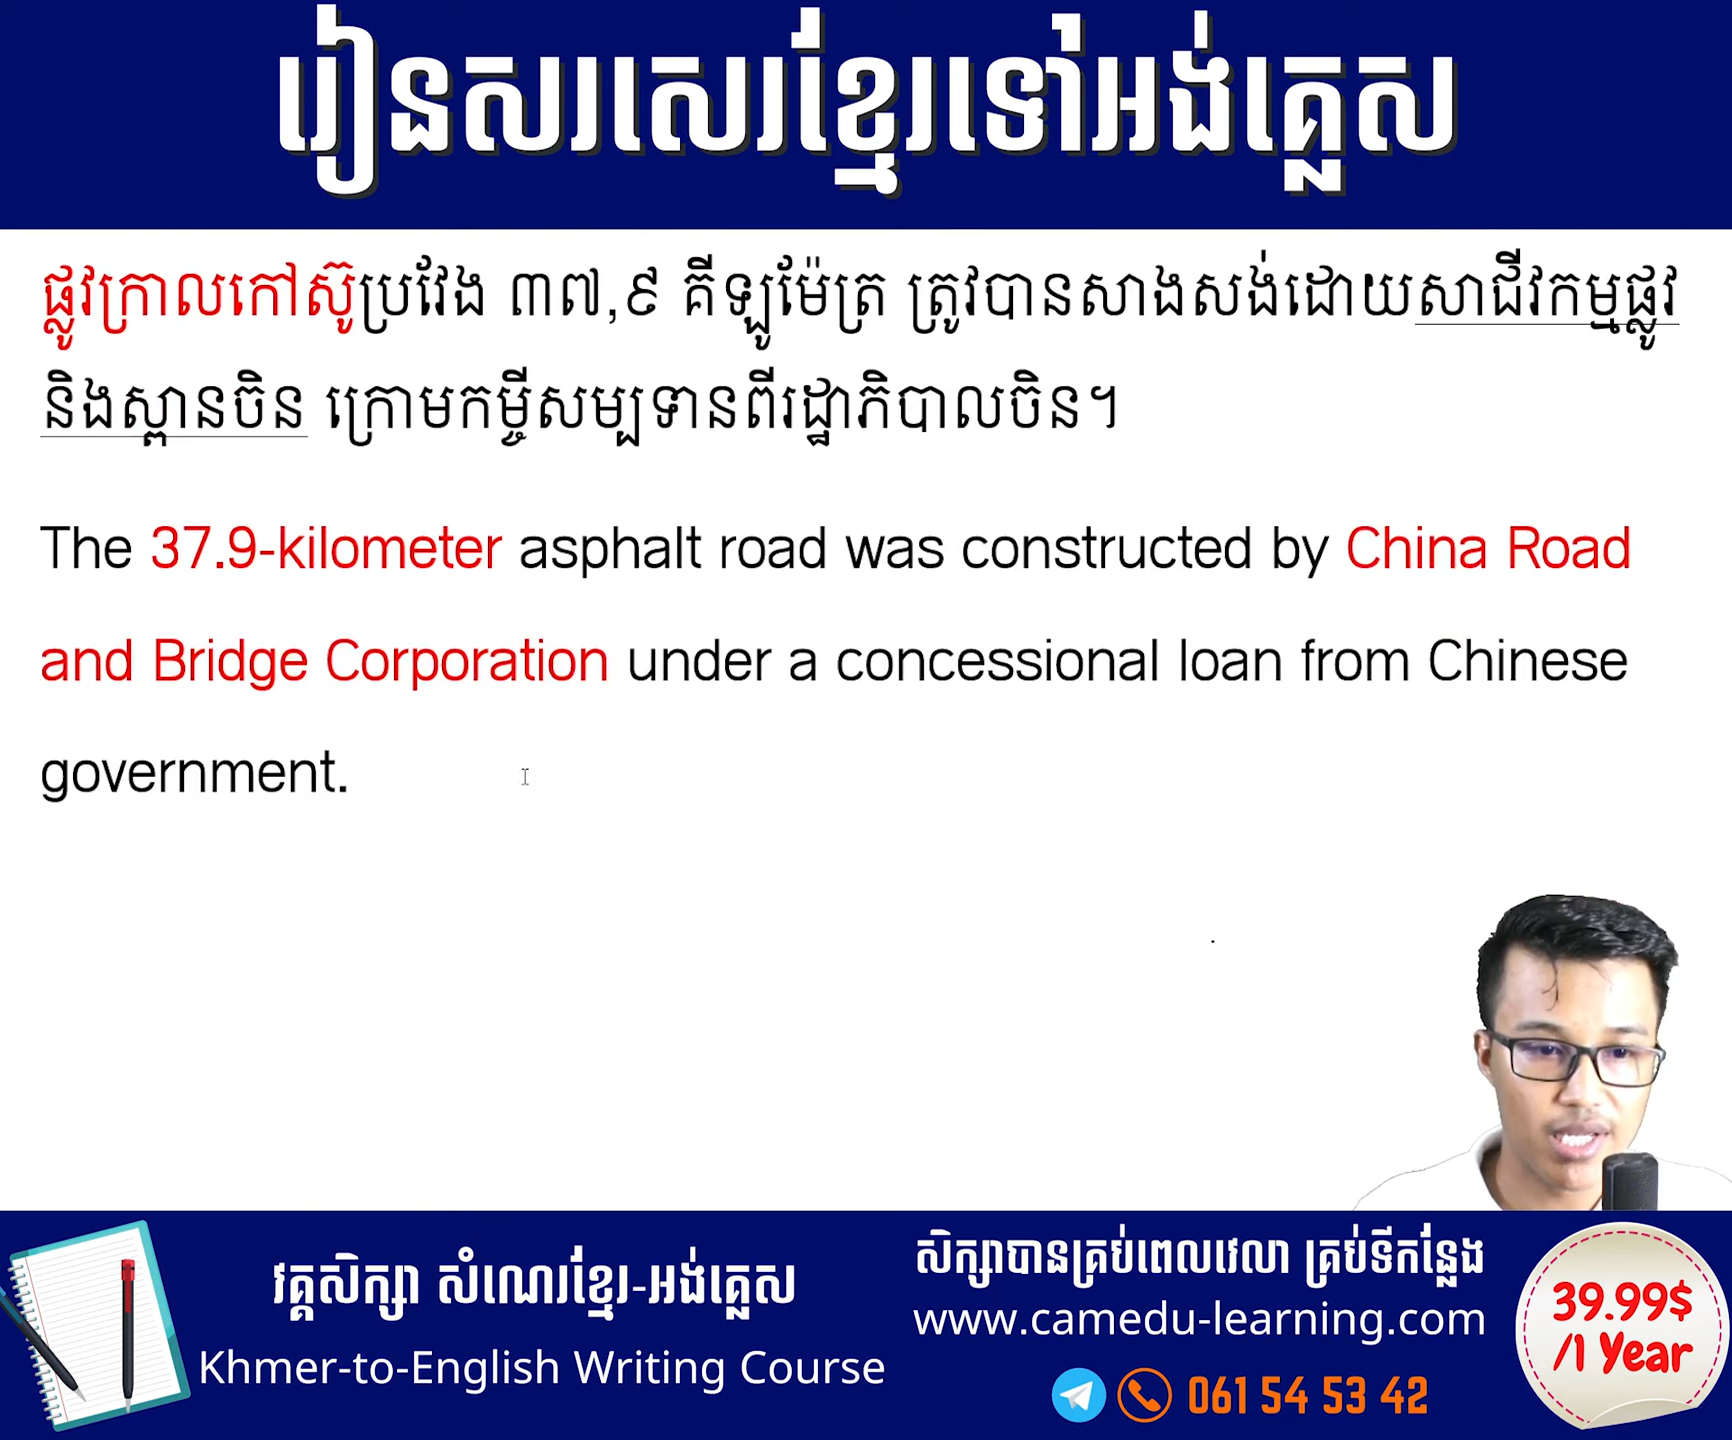 រៀនសរសេរខ្មែរទៅអង់គ្លេស
ផ្លូវក្រាលកៅស៊ូប្រវែង ៣៧,៩ គីឡូម៉ែត្រ ត្រូវបានសាងសង់ដោយសាជីវកម្មផ្លូវ
និងស្ពានចិន ក្រោមកម្ចីសម្បទានពីរដ្ឋាភិបាលចិន។
The 37.9-kilometer asphalt road was constructed by China Road
and Bridge Corporation under a concessional loan from Chinese
government.
វគ្គសិក្សា សំណេរខ្មែរ-អង់គ្លេស
Khmer-to-English Writing Course
សិក្សាបានគ្រប់ពេលវេលា គ្រប់ទីកន្លែង
www.camedu-learning.com
061 54 53 42
39.99$
/1 Year